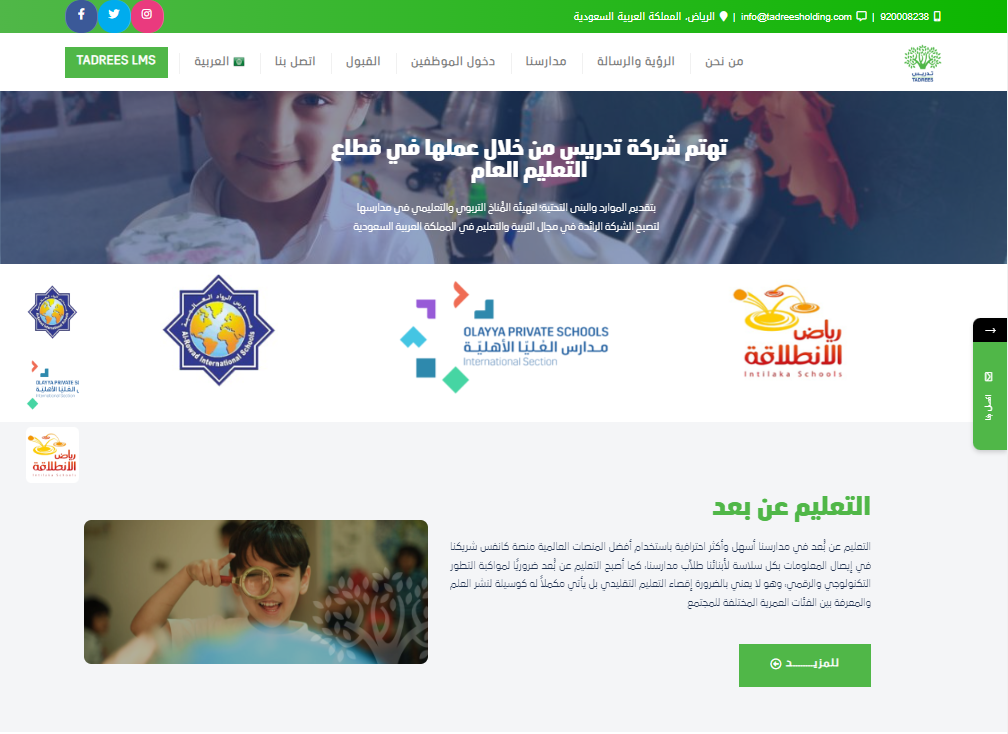 920008238 | info@tadreesholding.com | الرياض، المملكة العربية السعودية
تدريس
TADREES
من نحن
الرؤية والرسالة
مدارسنا
دخول الموظفين
القبول
اتصل بنا
العربية
TADREES LMS
تهتم شركة تدريس من خلال عملها في قطاع
التعليم العام
بتقديم الموارد والبنى التحتية؛ لتهيئة المُناخ التربوي والتعليمي في مدارسها
لتصبح الشركة الرائدة في مجال التربية والتعليم في المملكة العربية السعودية
رياض
الانطلاقة
Intilaka Schools
OLAYYA PRIVATE SCHOOLS
مدارس العُليّا الأهليّة
International Section
مدارس الرواد العالمية
Al-Rowad International Schools
OLAYYA PRIVATE S
مدارس العُليّا الأهليّة
International Section
رياض
الانطلاقة
Intilaka Schools
اتصل بنا
التعليم عن بعد
التعليم عن بُعد في مدارسنا أسهل وأكثر احترافية باستخدام أفضل المنصات العالمية منصة كانفس شريكنا
في إيصال المعلومات بكل سلاسة لأبنائنا طلاّب مدارسنا، كما أصبح التعليم عن بُعد ضروريًا لمواكبة التطور
التكنولوجي والرقمي، وهو لا يعني بالضرورة إقصاء التعليم التقليدي بل يأتي مكملاً له كوسيلة لنشر العلم
والمعرفة بين الفئات العمرية المختلفة للمجتمع
للمزيـــــد